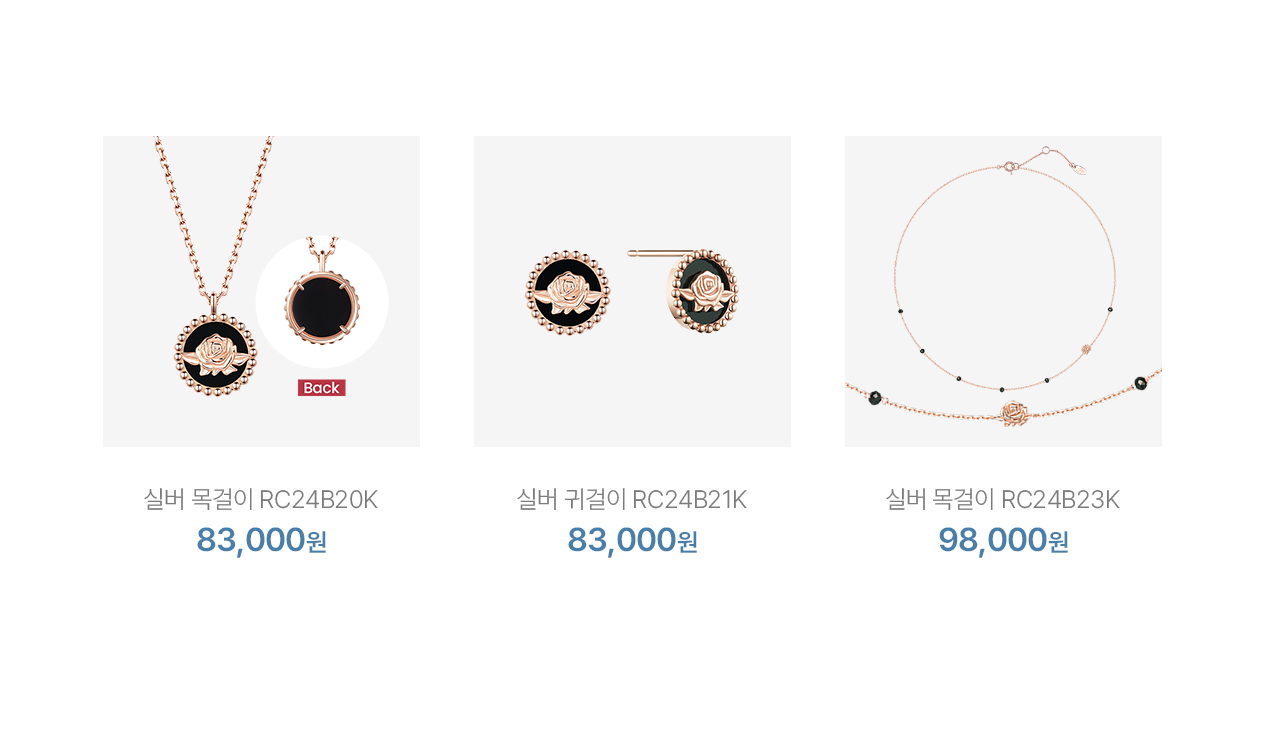 Back
실버 목걸이 RC24B20K
83,000원
실버 귀걸이 RC24B21K
83,000원
실버 목걸이 RC24B23K
98,000원